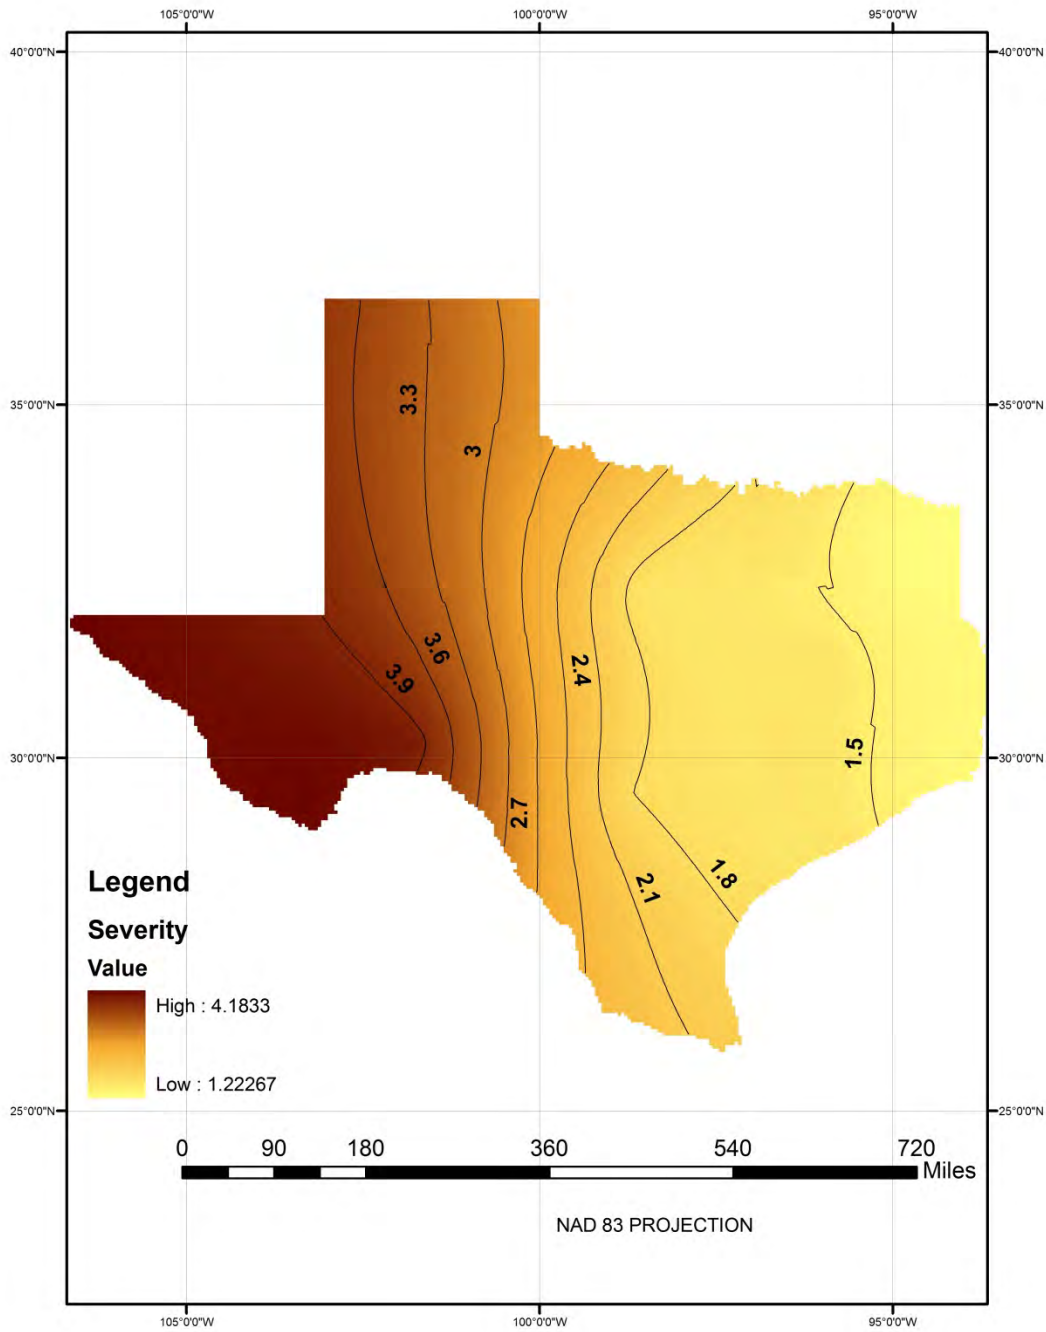 105°0'0"W 100°0'0"W 95°0'0"W
40°0'0"N 40°0'0"N
35°0'0"N 35°0'0"N
3.3
3
3.6
2.4
3.9
30°0'0"N 30°0'0"N
1.5
2.7
1.8
2.1
Legend
Severity
Value
High : 4.1833
Low : 1.22267
25°0'0"N 25°0'0"N
0 90 180 360 540 720
Miles
NAD 83 PROJECTION
105°0'0"W 100°0'0"W 95°0'0"W